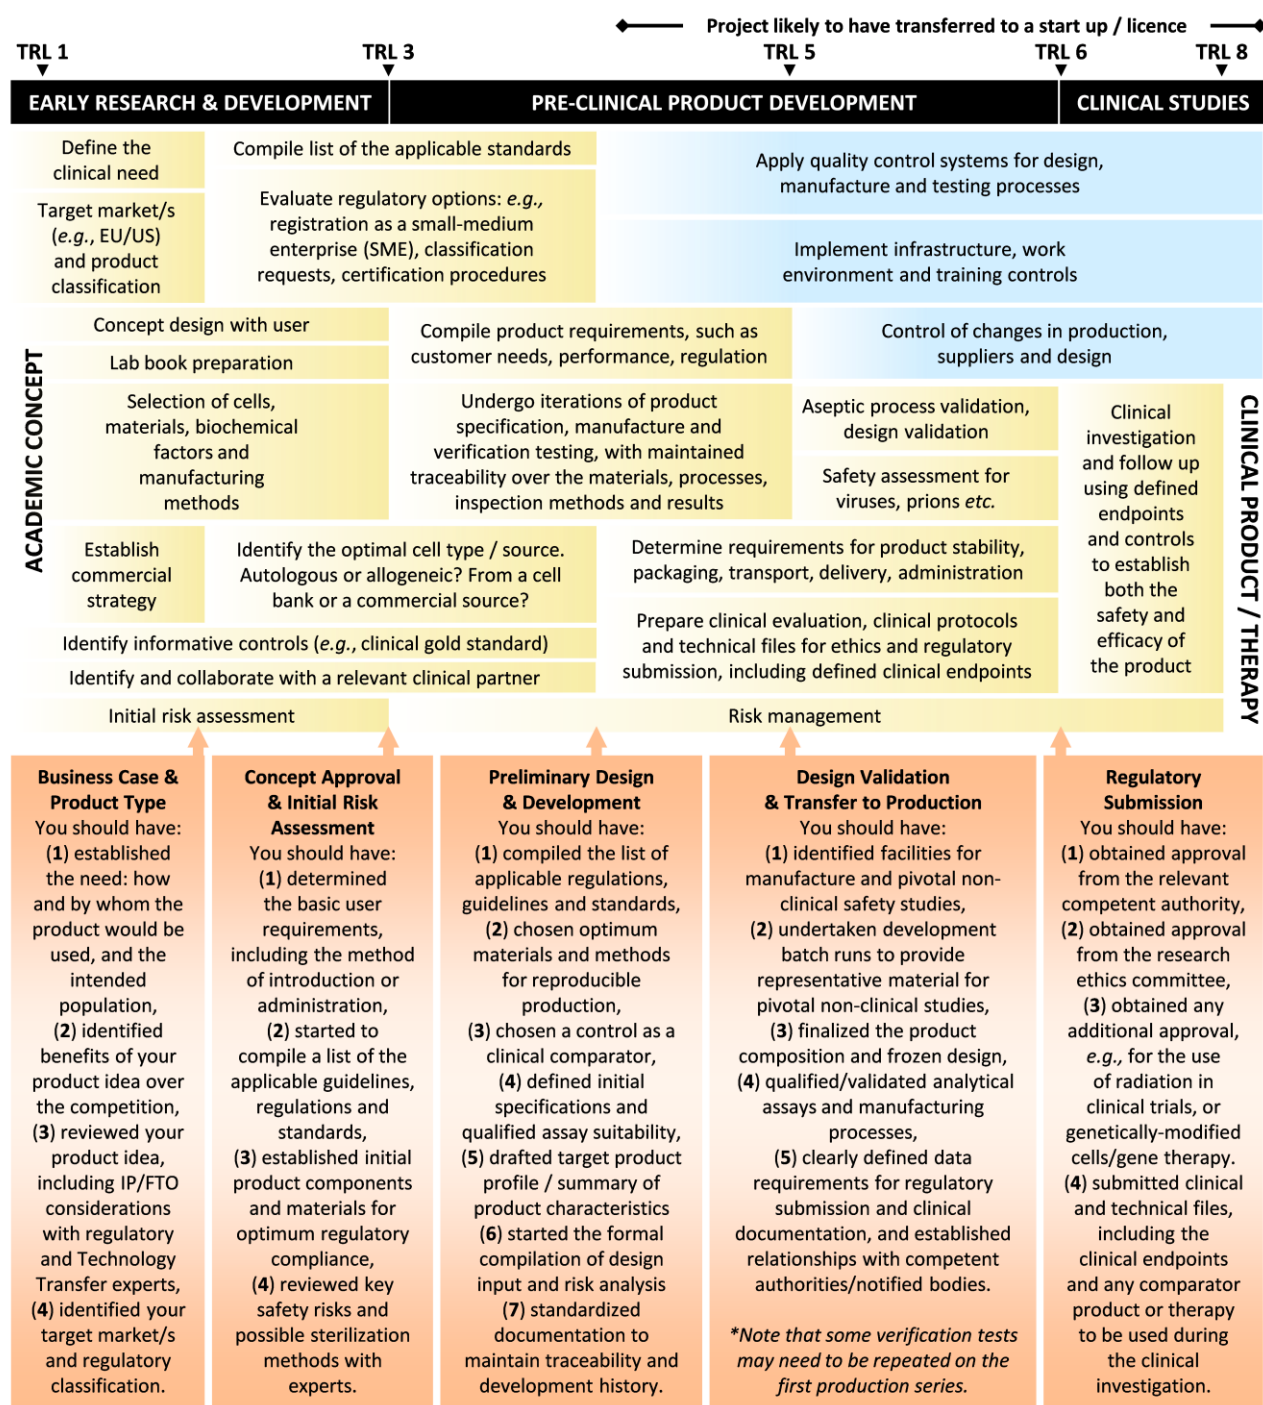 Project likely to have transferred to a start up / licence
TRL 1
TRL 3
TRL 5
TRL 6
TRL 8
EARLY RESEARCH & DEVELOPMENT
PRE-CLINICAL PRODUCT DEVELOPMENT
CLINICAL STUDIES
ACADEMIC CONCEPT
Define the
clinical need
Target market/s
(e.g., EU/US)
and product
classification
Compile list of the applicable standards
Evaluate regulatory options: e.g.,
registration as a small-medium
enterprise (SME), classification
requests, certification procedures
Apply quality control systems for design,
manufacture and testing processes
Implement infrastructure, work
environment and training controls
Concept design with user
Lab book preparation
Selection of cells,
materials, biochemical
factors and
manufacturing
methods
Compile product requirements, such as
customer needs, performance, regulation
Undergo iterations of product
specification, manufacture and
verification testing, with maintained
traceability over the materials, processes,
inspection methods and results
Control of changes in production,
suppliers and design
Aseptic process validation,
design validation
Safety assessment for
viruses, prions etc.
Clinical
investigation
and follow up
using defined
endpoints
and controls
to establish
both the
safety and
efficacy of
the product
Establish
commercial
strategy
Identify the optimal cell type / source.
Autologous or allogeneic? From a cell
bank or a commercial source?
Determine requirements for product stability,
packaging, transport, delivery, administration
Identify informative controls (e.g., clinical gold standard)
Identify and collaborate with a relevant clinical partner
Prepare clinical evaluation, clinical protocols
and technical files for ethics and regulatory
submission, including defined clinical endpoints
Initial risk assessment
Risk management
CLINICAL PRODUCT / THERAPY
Business Case &
Product Type
You should have:
(1) established
the need: how
and by whom the
product would be
used, and the
intended
population,
(2) identified
benefits of your
product idea over
the competition,
(3) reviewed your
product idea,
including IP/FTO
considerations
with regulatory
and Technology
Transfer experts,
(4) identified your
target market/s
and regulatory
classification.
Concept Approval
& Initial Risk
Assessment
You should have:
(1) determined
the basic user
requirements,
including the method
of introduction or
administration,
(2) started to
compile a list of the
applicable guidelines,
regulations and
standards,
(3) established initial
product components
and materials for
optimum regulatory
compliance,
(4) reviewed key
safety risks and
possible sterilization
methods with
experts.
Preliminary Design
& Development
You should have:
(1) compiled the list of
applicable regulations,
guidelines and standards,
(2) chosen optimum
materials and methods
for reproducible
production,
(3) chosen a control as a
clinical comparator,
(4) defined initial
specifications and
qualified assay suitability,
(5) drafted target product
profile / summary of
product characteristics
(6) started the formal
compilation of design
input and risk analysis
(7) standardized
documentation to
maintain traceability and
development history.
Design Validation
& Transfer to Production
You should have:
(1) identified facilities for
manufacture and pivotal non-
clinical safety studies,
(2) undertaken development
batch runs to provide
representative material for
pivotal non-clinical studies,
(3) finalized the product
composition and frozen design,
(4) qualified/validated analytical
assays and manufacturing
processes,
(5) clearly defined data
requirements for regulatory
submission and clinical
documentation, and established
relationships with competent
authorities/notified bodies.
*Note that some verification tests
may need to be repeated on the
first production series.
Regulatory
Submission
You should have:
(1) obtained approval
from the relevant
competent authority,
(2) obtained approval
from the research
ethics committee,
(3) obtained any
additional approval,
e.g., for the use
of radiation in
clinical trials, or
genetically-modified
cells/gene therapy.
(4) submitted clinical
and technical files,
including the
clinical endpoints
and any comparator
product or therapy
to be used during
the clinical
investigation.